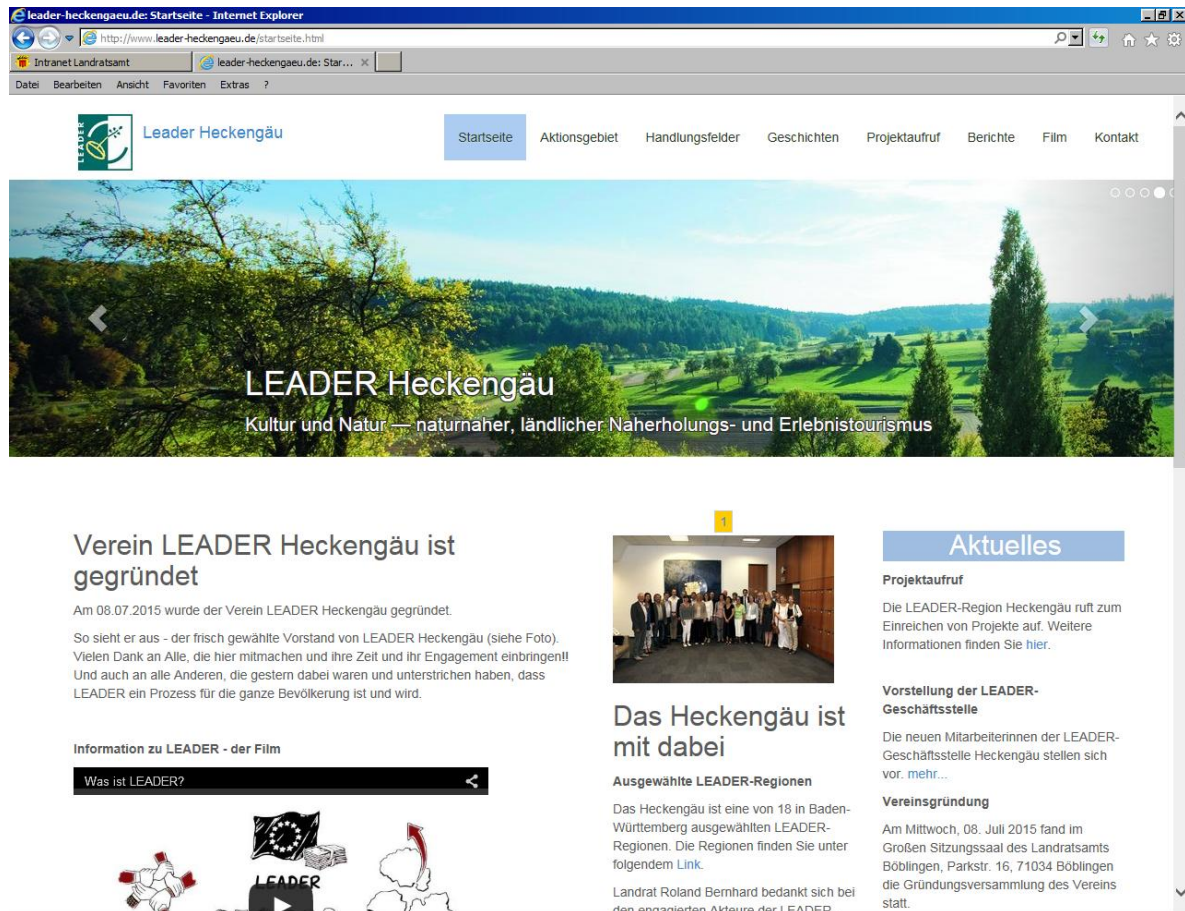 leader-heckengaeu.de: Startseite - Internet Explorer
http://www.leader-heckengaeu.de/startseite.html
Intranet Landratsamt
leader-heckengaeu.de: Star...
Datei Bearbeiten Ansicht Favoriten Extras ?
LEADER
Leader Heckengäu
Startseite Aktionsgebiet Handlungsfelder Geschichten Projektaufruf Berichte Film Kontakt
LEADER Heckengäu
Kultur und Natur — naturnaher, ländlicher Naherholungs- und Erlebnistourismus
Verein LEADER Heckengäu ist
gegründet
Am 08.07.2015 wurde der Verein LEADER Heckengäu gegründet.
So sieht er aus - der frisch gewählte Vorstand von LEADER Heckengäu (siehe Foto).
Vielen Dank an Alle, die hier mitmachen und ihre Zeit und ihr Engagement einbringen!!
Und auch an alle Anderen, die gestern dabei waren und unterstrichen haben, dass
LEADER ein Prozess für die ganze Bevölkerung ist und wird.
Information zu LEADER - der Film
Was ist LEADER?
LEADER
1
Das Heckengäu ist
mit dabei
Ausgewählte LEADER-Regionen
Das Heckengäu ist eine von 18 in Baden-
Württemberg ausgewählten LEADER-
Regionen. Die Regionen finden Sie unter
folgendem Link.
Landrat Roland Bernhard bedankt sich bei
den engagierten Akteure der LEADER
Aktuelles
Projektaufruf
Die LEADER-Region Heckengäu ruft zum
Einreichen von Projekte auf. Weitere
Informationen finden Sie hier.
Vorstellung der LEADER-
Geschäftsstelle
Die neuen Mitarbeiterinnen der LEADER-
Geschäftsstelle Heckengäu stellen sich
vor. mehr...
Vereinsgründung
Am Mittwoch, 08. Juli 2015 fand im
Großen Sitzungssaal des Landratsamts
Böblingen, Parkstr. 16, 71034 Böblingen
die Gründungsversammlung des Vereins
statt.